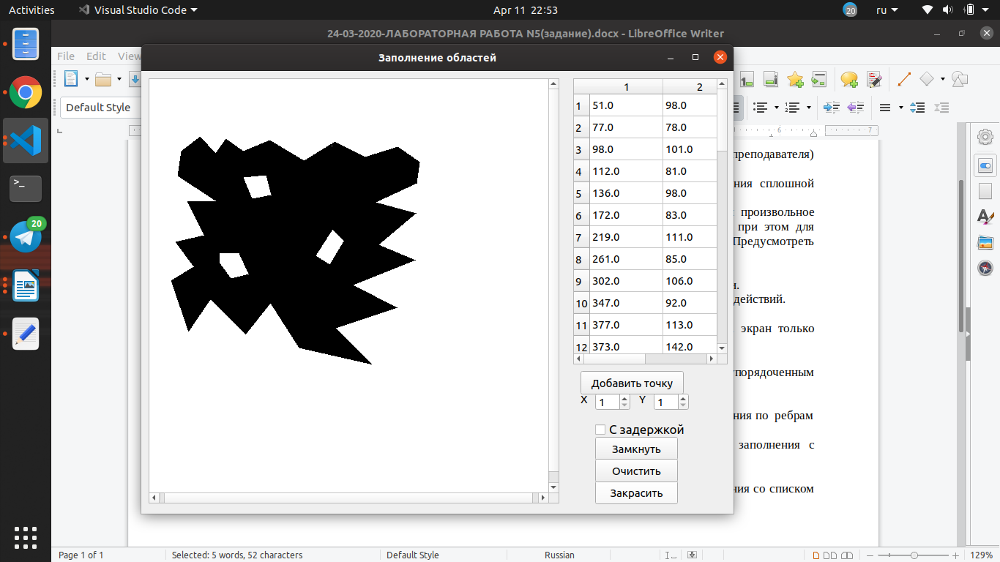 Activities
Visual Studio Code
Apr 11 22:53
20
ru
24-03-2020-ЛАБОРАТОРНАЯ РАБОТА N5(задание).docx - LibreOffice Writer
File Edit View
Default Style
>_
20
6
7
преподавателя)
ния сплошной
произвольное
при этом для
Предусмотреть
действий.
экран только
порядоченным
ния по ребрам
заполнения с
ния со списком
Заполнение областей
1 2
1 51.0 98.0
2 77.0 78.0
3 98.0 101.0
4 112.0 81.0
5 136.0 98.0
6 172.0 83.0
7 219.0 111.0
8 261.0 85.0
9 302.0 106.0
10 347.0 92.0
11 377.0 113.0
12 373.0 142.0
Добавить точку
X 1 Y 1
С задержкой
Замкнуть
Очистить
Закрасить
Page 1 of 1
Selected: 5 words, 52 characters
Default Style
Russian
129%